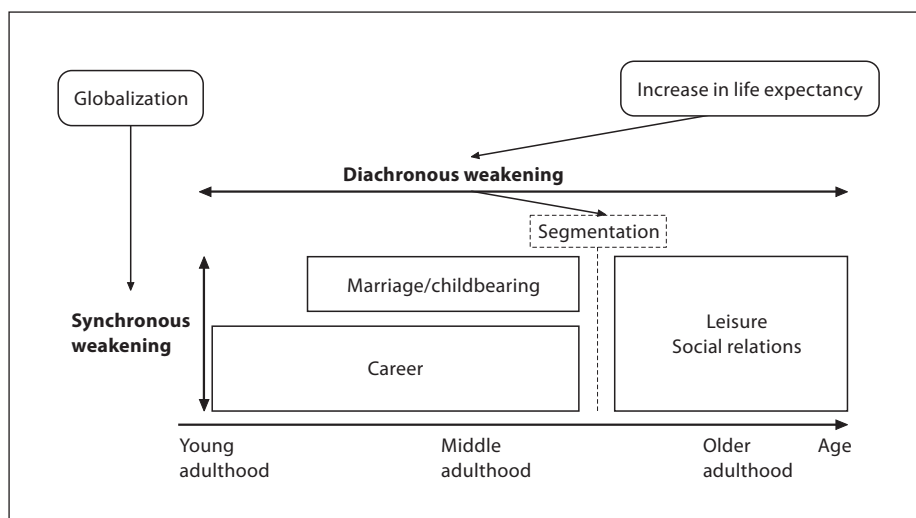 Globalization
Increase in life expectancy
Diachronous weakening
Segmentation
Marriage/childbearing
Synchronous
weakening
Leisure
Social relations
Career
Young
adulthood
Middle
adulthood
Older
adulthood
Age